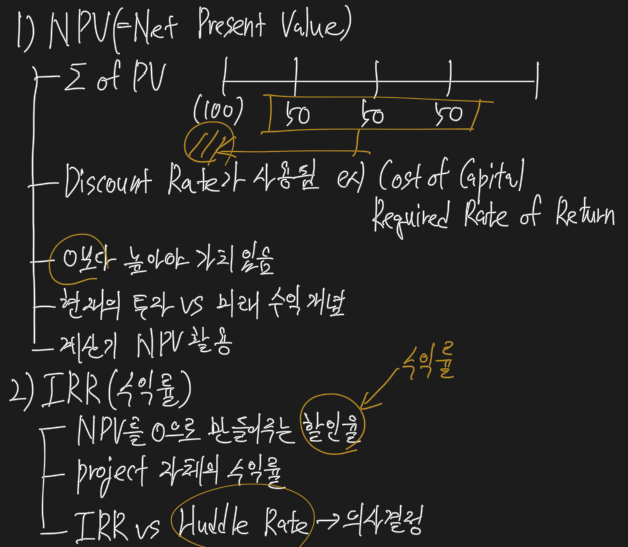 1) NPV(=Net Present Value)
Σ of PV
(100) 50 50 50
Discount Rate가 사용됨 ex) Cost of Capital
Required Rate of Return
0보다 높아야 가치 있음
현재의 투자 vs 미래 수익 개념
계산기 NPV 활용
수익률
2) IRR (수익률)
NPV를 0으로 만들어주는 할인율
project 자체의 수익률
IRR vs Huddle Rate → 의사결정